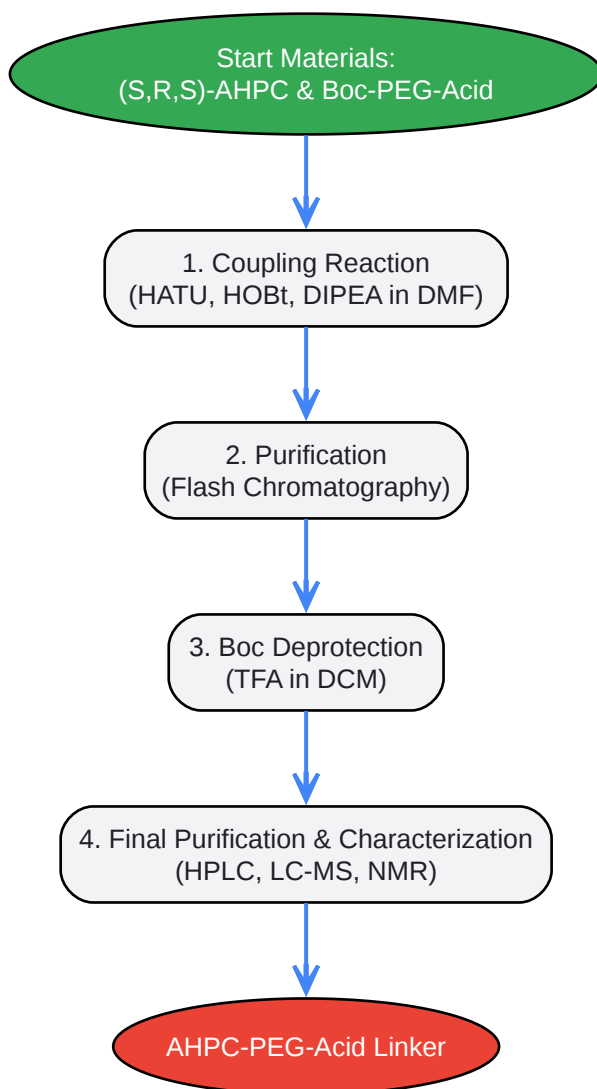 Start Materials:
(S,R,S)-AHPC & Boc-PEG-Acid
1. Coupling Reaction
(HATU, HOBt, DIPEA in DMF)
2. Purification
(Flash Chromatography)
3. Boc Deprotection
(TFA in DCM)
4. Final Purification & Characterization
(HPLC, LC-MS, NMR)
AHPC-PEG-Acid Linker